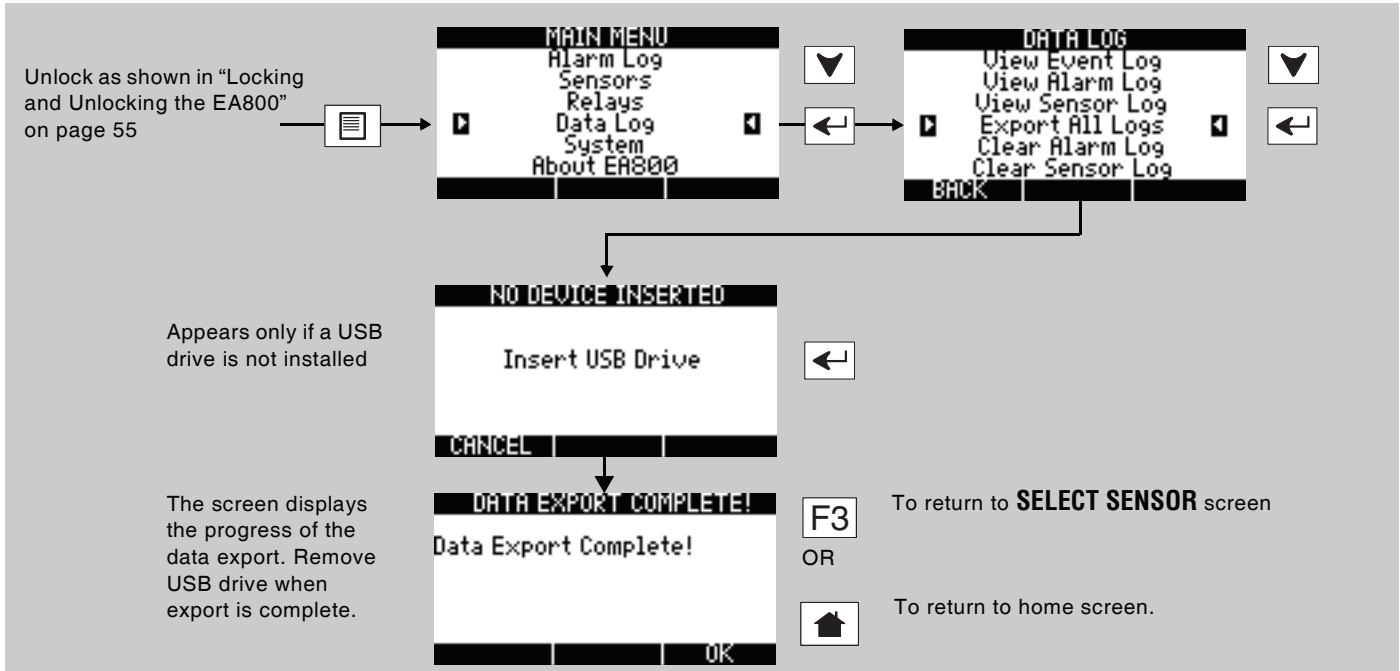 Unlock as shown in “Locking
and Unlocking the EA800”
on page 55
MAIN MENU
Alarm Log
Sensors
Relays
Data Log
System
About EA800
DATA LOG
View Event Log
View Alarm Log
View Sensor Log
Export All Logs
Clear Alarm Log
Clear Sensor Log
BACK
Appears only if a USB
drive is not installed
NO DEVICE INSERTED
Insert USB Drive
CANCEL
The screen displays
the progress of the
data export. Remove
USB drive when
export is complete.
DATA EXPORT COMPLETE!
Data Export Complete!
OK
F3
To return to SELECT SENSOR screen
OR
To return to home screen.